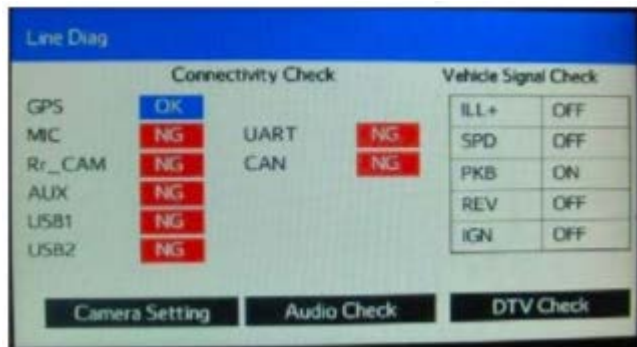 Line Diag
Connectivity Check Vehicle Signal Check
GPS OK ILL+ OFF
MIC NG UART NG SPD OFF
Rr_CAM NG CAN NG PKB ON
AUX NG REV OFF
USB1 NG IGN OFF
USB2 NG
Camera Setting Audio Check DTV Check